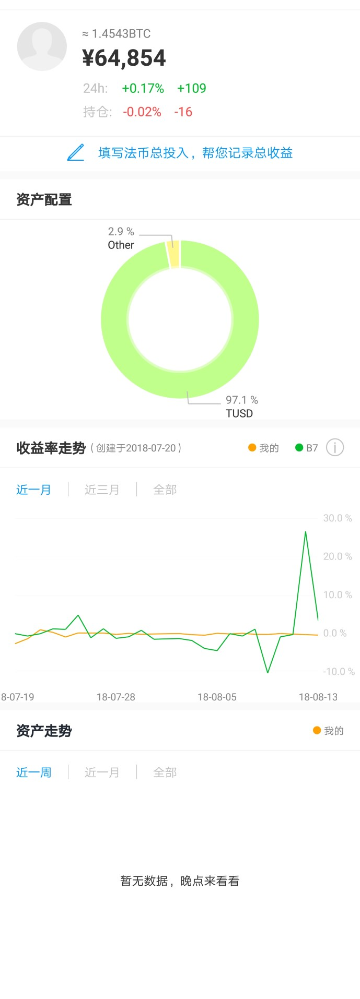 ≈ 1.4543BTC
¥64,854
24h: +0.17% +109
持仓: -0.02% -16
填写法币总投入，帮您记录总收益
资产配置
2.9 %
Other
97.1 %
TUSD
收益率走势 ( 创建于2018-07-20 ) 我的 B7
近一月 近三月 全部
30.0 %
20.0 %
10.0 %
0.0 %
-10.0 %
8-07-19 18-07-28 18-08-05 18-08-13
资产走势 我的
近一周 近一月 全部
暂无数据，晚点来看看